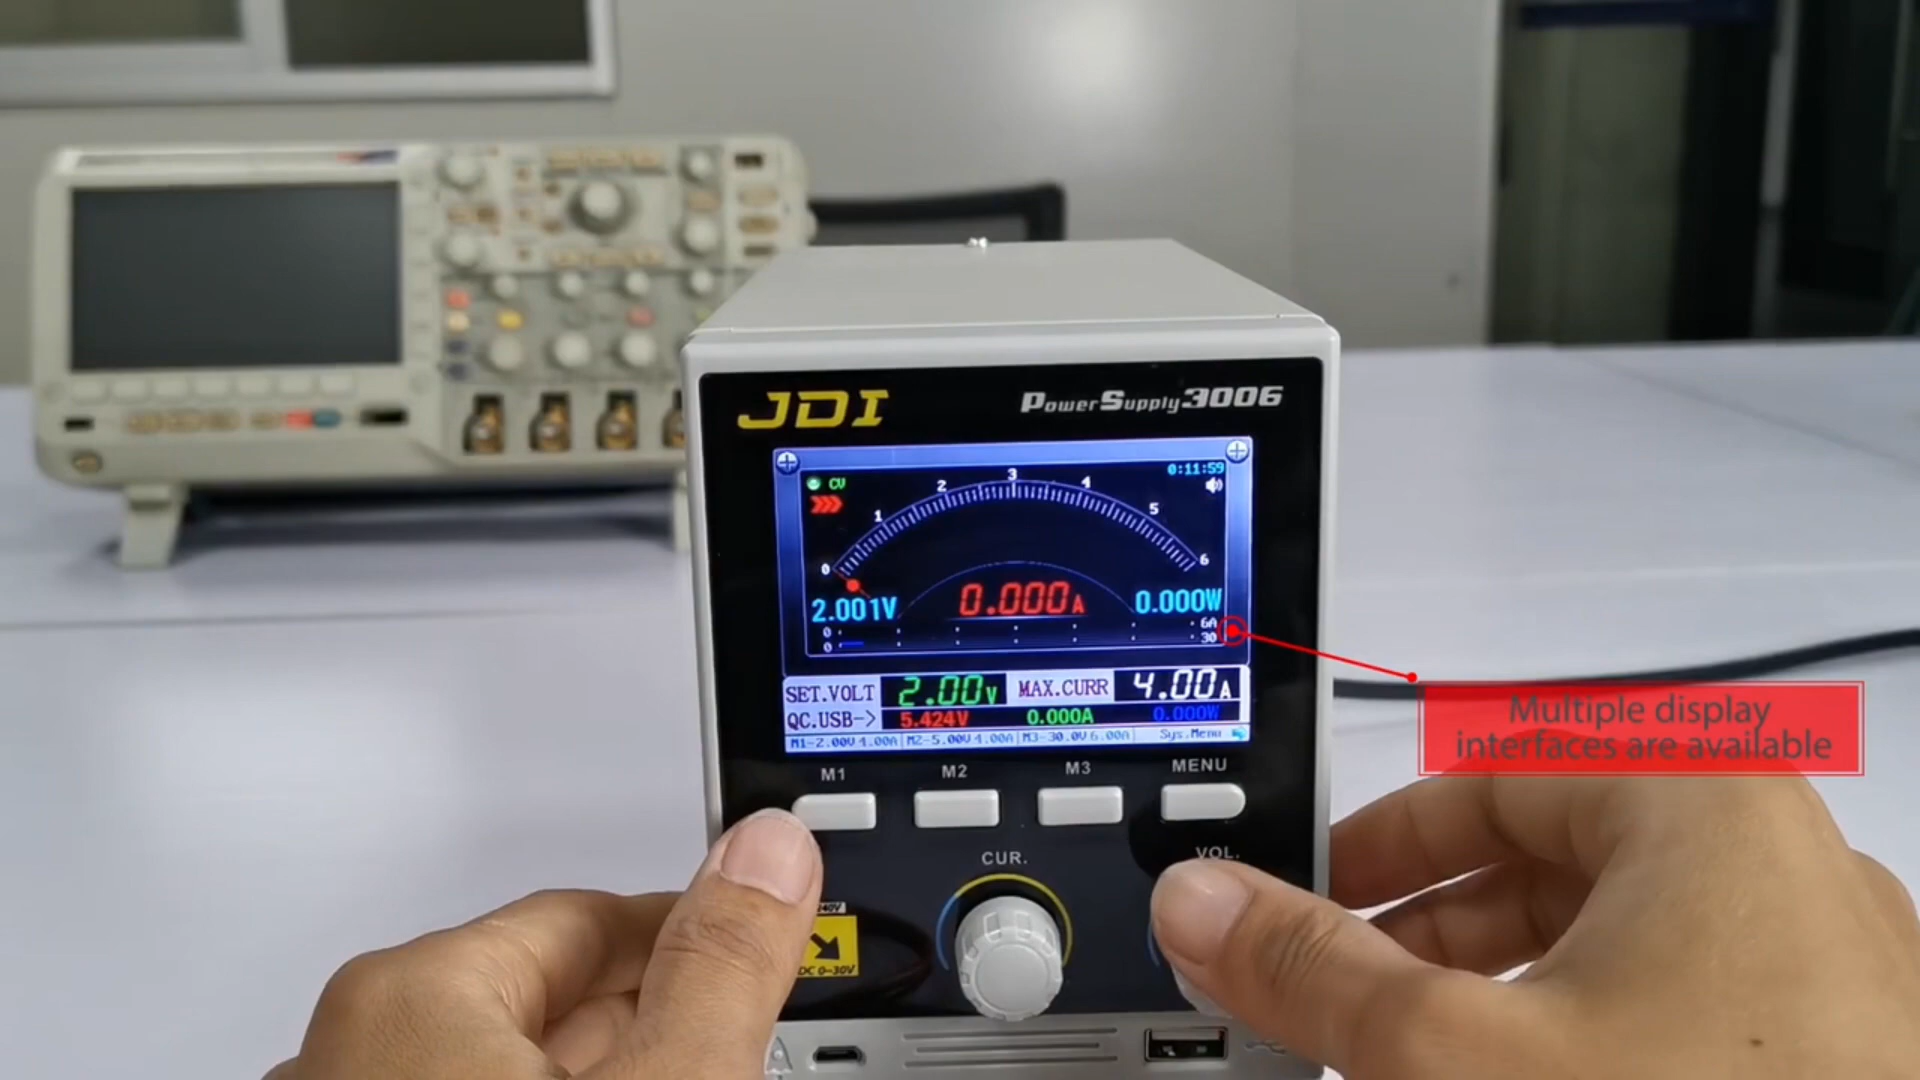 JDI
PowerSupply3006
0:11:59
CV
0 1 2 3 4 5 6
2.001V 0.000A 0.000W
0 6A
0 30
SET.VOLT 2.00V MAX.CURR 4.00A
QC.USB-> 5.424V 0.000A 0.000W
M1-2.00V 4.00A M2-5.00V 4.00A M3-30.0V 6.00A Sys.Menu
M1 M2 M3 MENU
CUR. VOL.
240V
DC 0-30V
Multiple display
interfaces are available